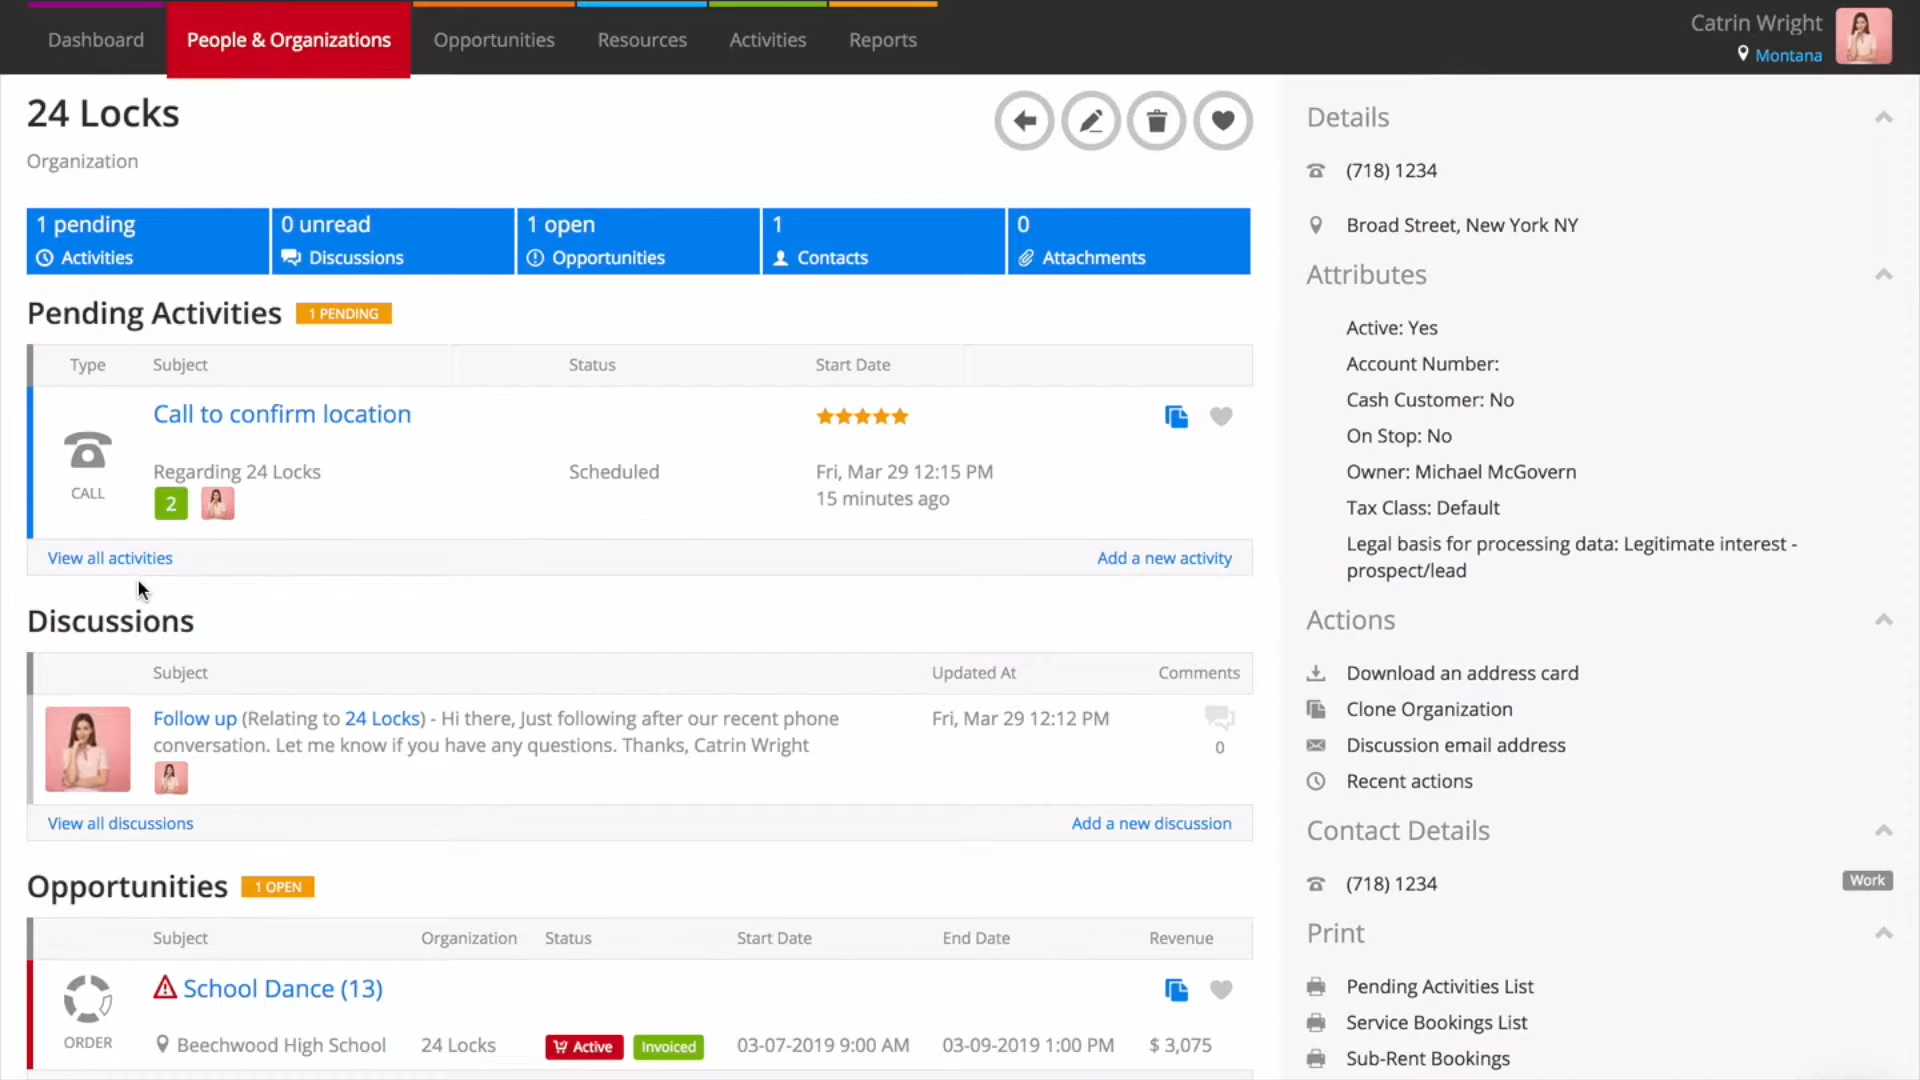 Dashboard People & Organizations Opportunities Resources Activities Reports
Catrin Wright
Montana
24 Locks
Organization
1 pending
Activities
0 unread
Discussions
1 open
Opportunities
1
Contacts
0
Attachments
Pending Activities 1 PENDING
Type Subject Status Start Date
Call to confirm location
CALL
Regarding 24 Locks Scheduled Fri, Mar 29 12:15 PM
15 minutes ago
2
View all activities Add a new activity
Discussions
Subject Updated At Comments
Follow up (Relating to 24 Locks) - Hi there, Just following after our recent phone
conversation. Let me know if you have any questions. Thanks, Catrin Wright
Fri, Mar 29 12:12 PM
0
View all discussions Add a new discussion
Opportunities 1 OPEN
Subject Organization Status Start Date End Date Revenue
School Dance (13)
ORDER
Beechwood High School 24 Locks Active Invoiced 03-07-2019 9:00 AM 03-09-2019 1:00 PM $ 3,075
Details
(718) 1234
Broad Street, New York NY
Attributes
Active: Yes
Account Number:
Cash Customer: No
On Stop: No
Owner: Michael McGovern
Tax Class: Default
Legal basis for processing data: Legitimate interest -
prospect/lead
Actions
Download an address card
Clone Organization
Discussion email address
Recent actions
Contact Details
(718) 1234 Work
Print
Pending Activities List
Service Bookings List
Sub-Rent Bookings